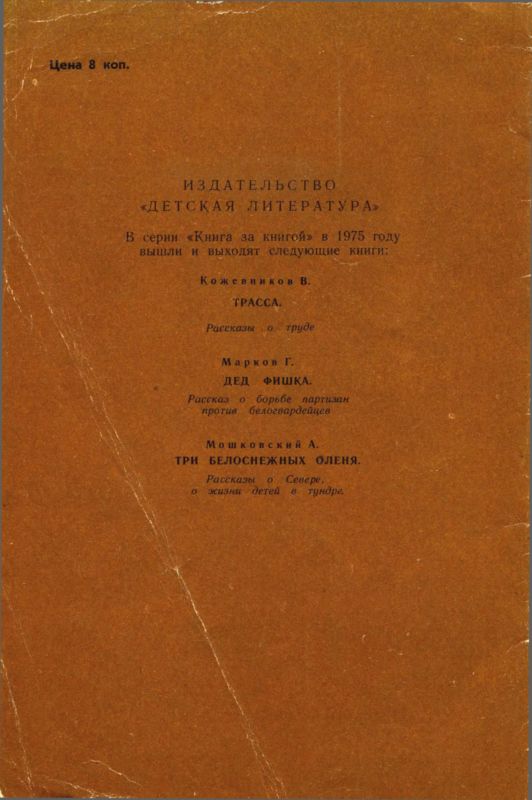 Цена 8 коп.
ИЗДАТЕЛЬСТВО
«ДЕТСКАЯ ЛИТЕРАТУРА»
В серии «Книга за книгой» в 1975 году
вышли и выходят следующие книги:
Кожевников В.
ТРАССА.
Рассказы о труде
Марков Г.
ДЕД ФИШКА.
Рассказ о борьбе партизан
против белогвардейцев
Мошковский А.
ТРИ БЕЛОСНЕЖНЫХ ОЛЕНЯ.
Рассказы о Севере,
о жизни детей в тундре.